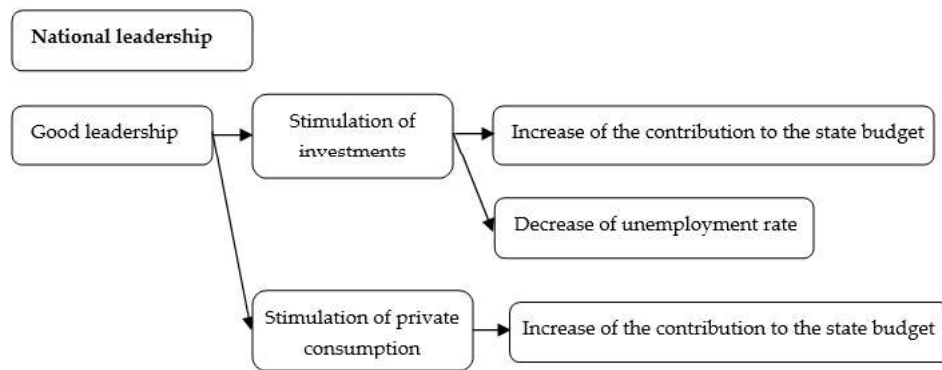 National leadership
Good leadership
Stimulation of
investments
Increase of the contribution to the state budget
Decrease of unemployment rate
Stimulation of private
consumption
Increase of the contribution to the state budget